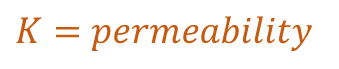 K = permeability